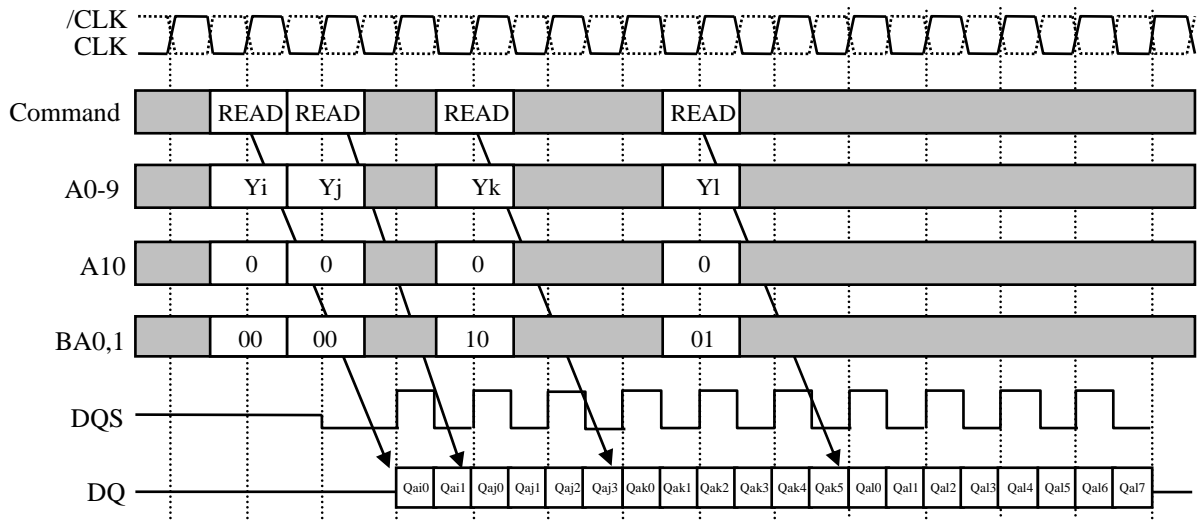 /CLK
CLK
Command READ READ READ READ
A0-9 Yi Yj Yk Yl
A10 0 0 0 0
BA0,1 00 00 10 01
DQS
DQ Qai0 Qai1 Qaj0 Qaj1 Qaj2 Qaj3 Qak0 Qak1 Qak2 Qak3 Qak4 Qak5 Qal0 Qal1 Qal2 Qal3 Qal4 Qal5 Qal6 Qal7